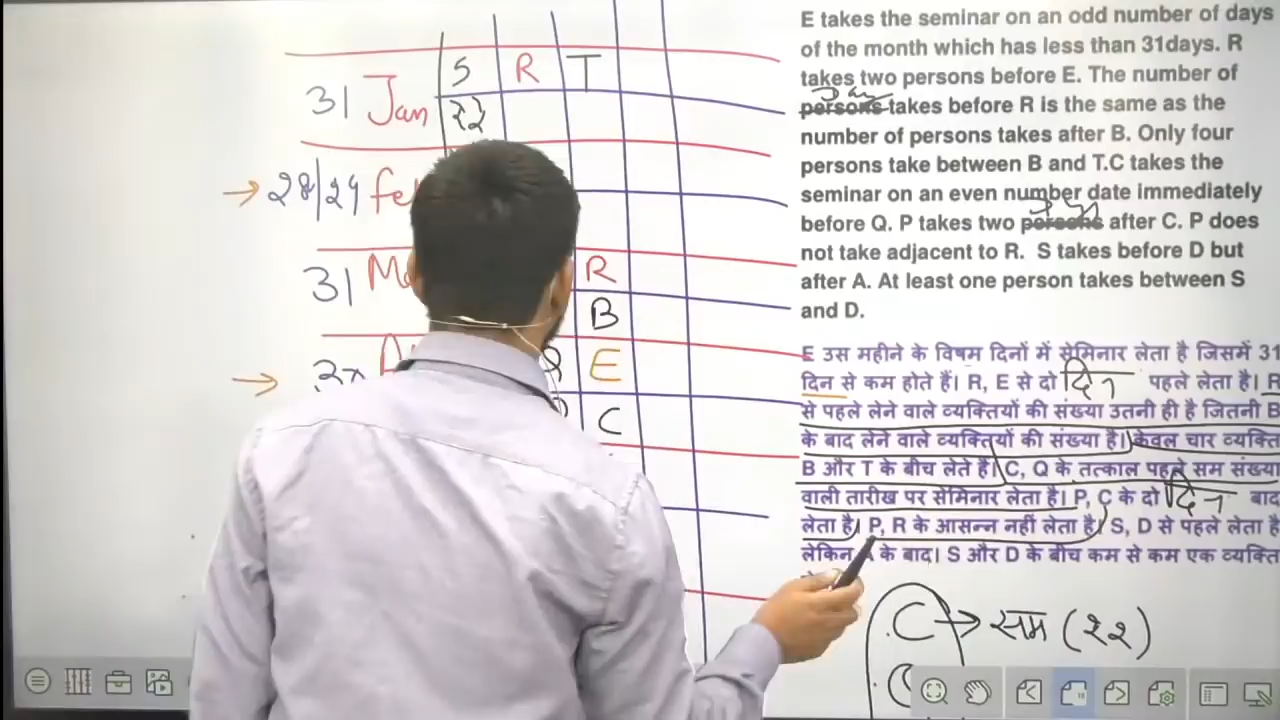 E takes the seminar on an odd number of days
of the month which has less than 31days. R
takes two persons before E. The number of
persons takes before R is the same as the
number of persons takes after B. Only four
persons take between B and T.C takes the
seminar on an even number date immediately
before Q. P takes two persons after C. P does
not take adjacent to R. S takes before D but
after A. At least one person takes between S
and D.
E उस महीने के विषम दिनों में सेमिनार लेता है जिसमें 31
दिन से कम होते हैं। R, E से दो दिन पहले लेता है। R
से पहले लेने वाले व्यक्तियों की संख्या उतनी ही है जितनी B
के बाद लेने वाले व्यक्तियों की संख्या है। केवल चार व्यक्ति
B और T के बीच लेते हैं। C, Q के तत्काल पहले सम संख्या
वाली तारीख पर सेमिनार लेता है। P, C के दो दिन बाद
लेता है। P, R के आसन्न नहीं लेता है। S, D से पहले लेता है
लेकिन A के बाद। S और D के बीच कम से कम एक व्यक्ति
C → सम (२२)
31 Jan S R T
२२
→ 28/29 fe
31 R
B
→ E
C